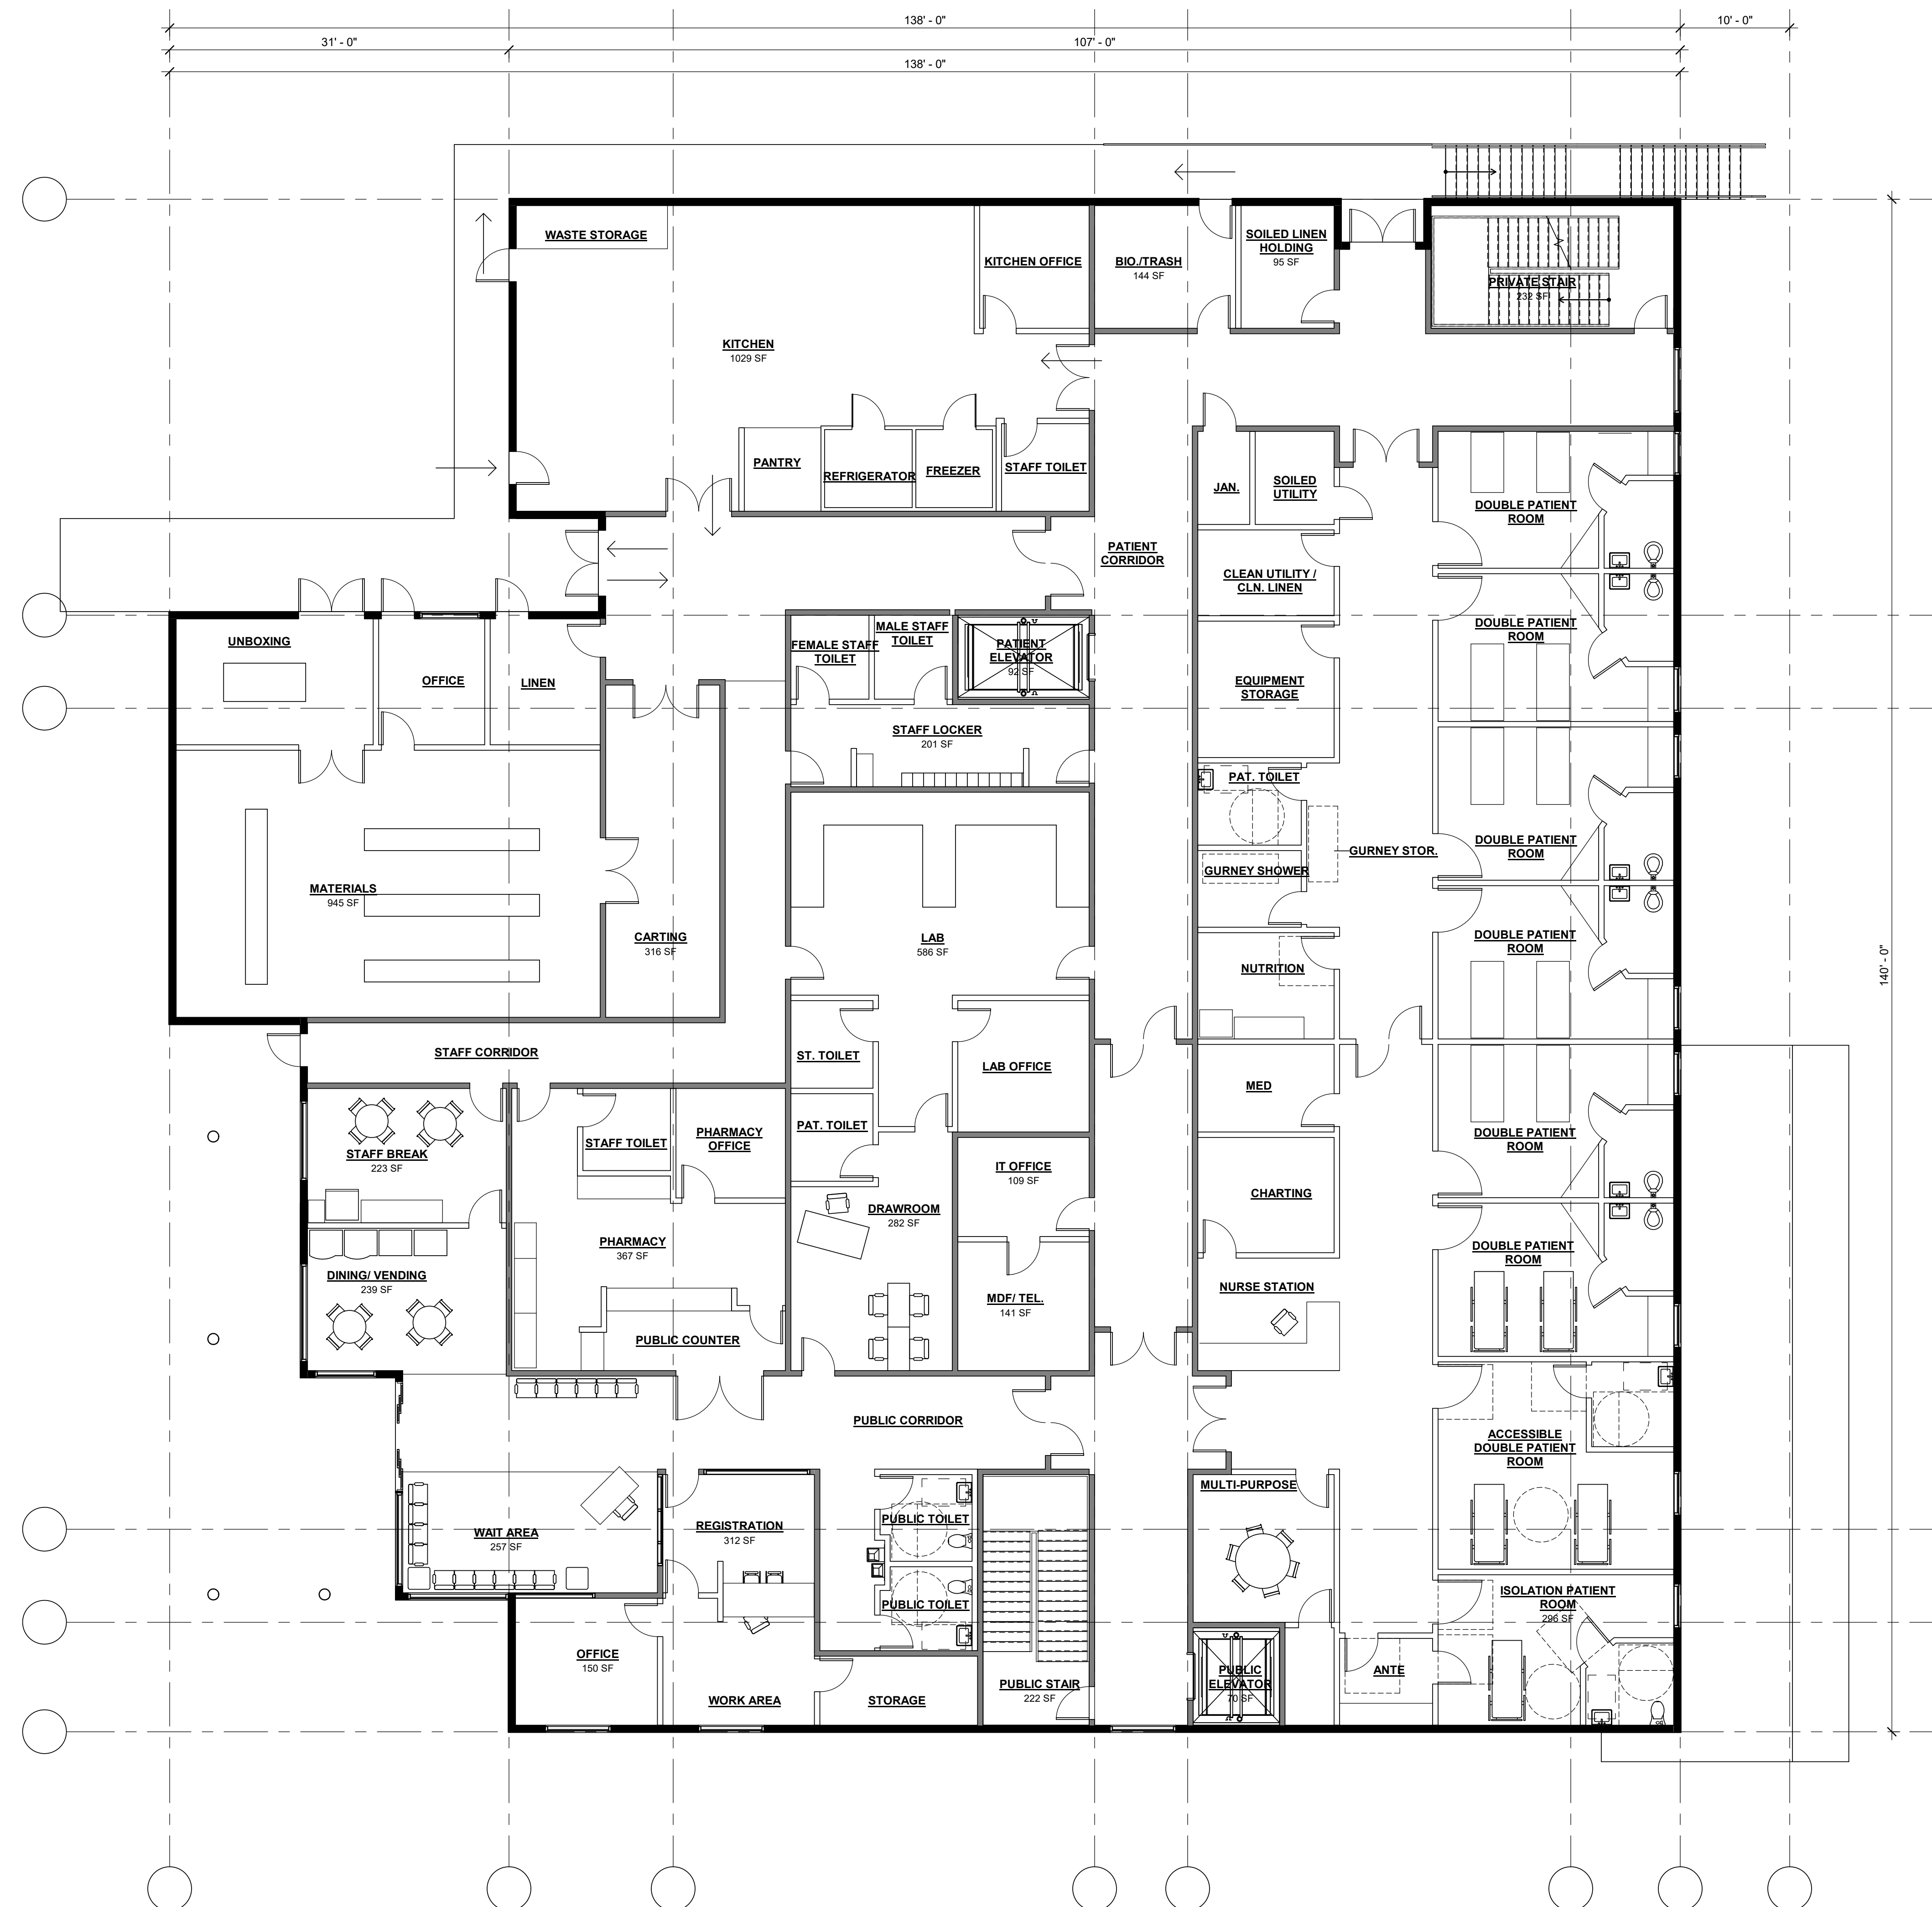 138' - 0"
10' - 0"
31' - 0"
107' - 0"
138' - 0"
WASTE STORAGE
KITCHEN OFFICE
BIO./TRASH
144 SF
SOILED LINEN
HOLDING
95 SF
PRIVATE STAIR
232 SF
KITCHEN
1029 SF
PANTRY
REFRIGERATOR
FREEZER
STAFF TOILET
JAN.
SOILED
UTILITY
DOUBLE PATIENT
ROOM
PATIENT
CORRIDOR
CLEAN UTILITY /
CLN. LINEN
UNBOXING
OFFICE
LINEN
FEMALE STAFF
TOILET
MALE STAFF
TOILET
PATIENT
ELEVATOR
92 SF
DOUBLE PATIENT
ROOM
EQUIPMENT
STORAGE
STAFF LOCKER
201 SF
PAT. TOILET
GURNEY STOR.
DOUBLE PATIENT
ROOM
GURNEY SHOWER
MATERIALS
945 SF
CARTING
316 SF
LAB
586 SF
NUTRITION
DOUBLE PATIENT
ROOM
140' - 0"
STAFF CORRIDOR
ST. TOILET
LAB OFFICE
MED
STAFF BREAK
223 SF
STAFF TOILET
PHARMACY
OFFICE
PAT. TOILET
DOUBLE PATIENT
ROOM
IT OFFICE
109 SF
CHARTING
DRAWROOM
282 SF
PHARMACY
367 SF
DOUBLE PATIENT
ROOM
DINING/ VENDING
239 SF
MDF/ TEL.
141 SF
NURSE STATION
PUBLIC COUNTER
PUBLIC CORRIDOR
ACCESSIBLE
DOUBLE PATIENT
ROOM
MULTI-PURPOSE
WAIT AREA
257 SF
REGISTRATION
312 SF
PUBLIC TOILET
PUBLIC TOILET
ISOLATION PATIENT
ROOM
296 SF
OFFICE
150 SF
WORK AREA
STORAGE
PUBLIC STAIR
222 SF
PUBLIC
ELEVATOR
70 SF
ANTE